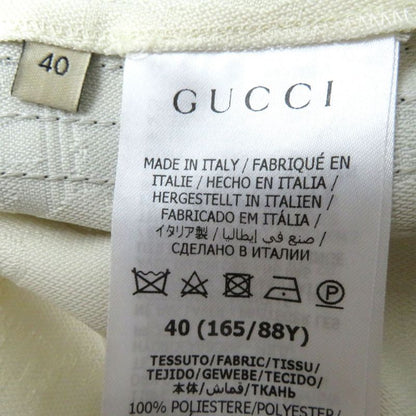 40
GUCCI
MADE IN ITALY / FABRIQUÉ EN
ITALIE / HECHO EN ITALIA /
HERGESTELLT IN ITALIEN /
FABRICADO EM ITÁLIA /
イタリア製 / صنع في إيطاليا /
СДЕЛАНО В ИТАЛИИ
P
40 (165/88Y)
TESSUTO/FABRIC/TISSU/
TEJIDO/GEWEBE/TECIDO/
本体/قماش/ТКАНЬ
100% POLIESTERE/POLYESTER/